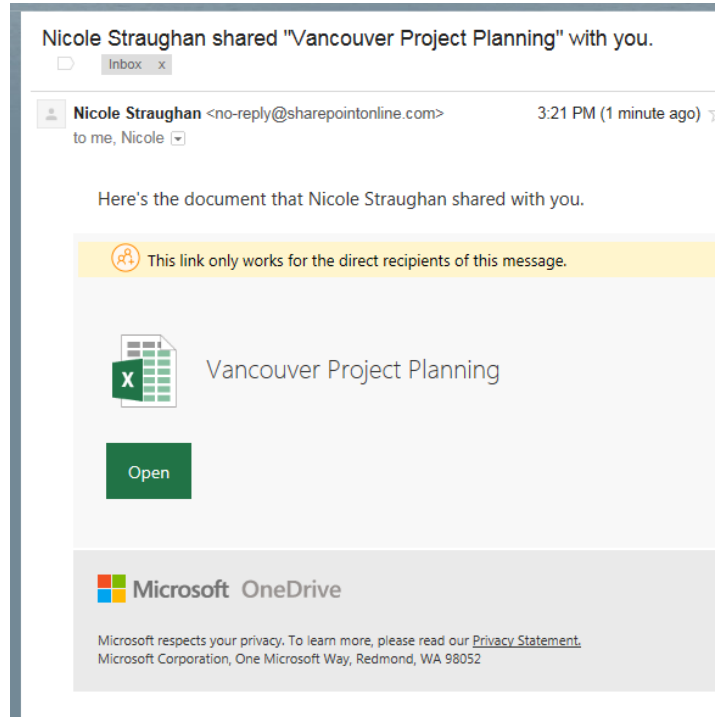 Nicole Straughan shared "Vancouver Project Planning" with you.
Inbox x
Nicole Straughan <no-reply@sharepointonline.com> 3:21 PM (1 minute ago)
to me, Nicole
Here's the document that Nicole Straughan shared with you.
This link only works for the direct recipients of this message.
X
Vancouver Project Planning
Open
Microsoft OneDrive
Microsoft respects your privacy. To learn more, please read our Privacy Statement.
Microsoft Corporation, One Microsoft Way, Redmond, WA 98052